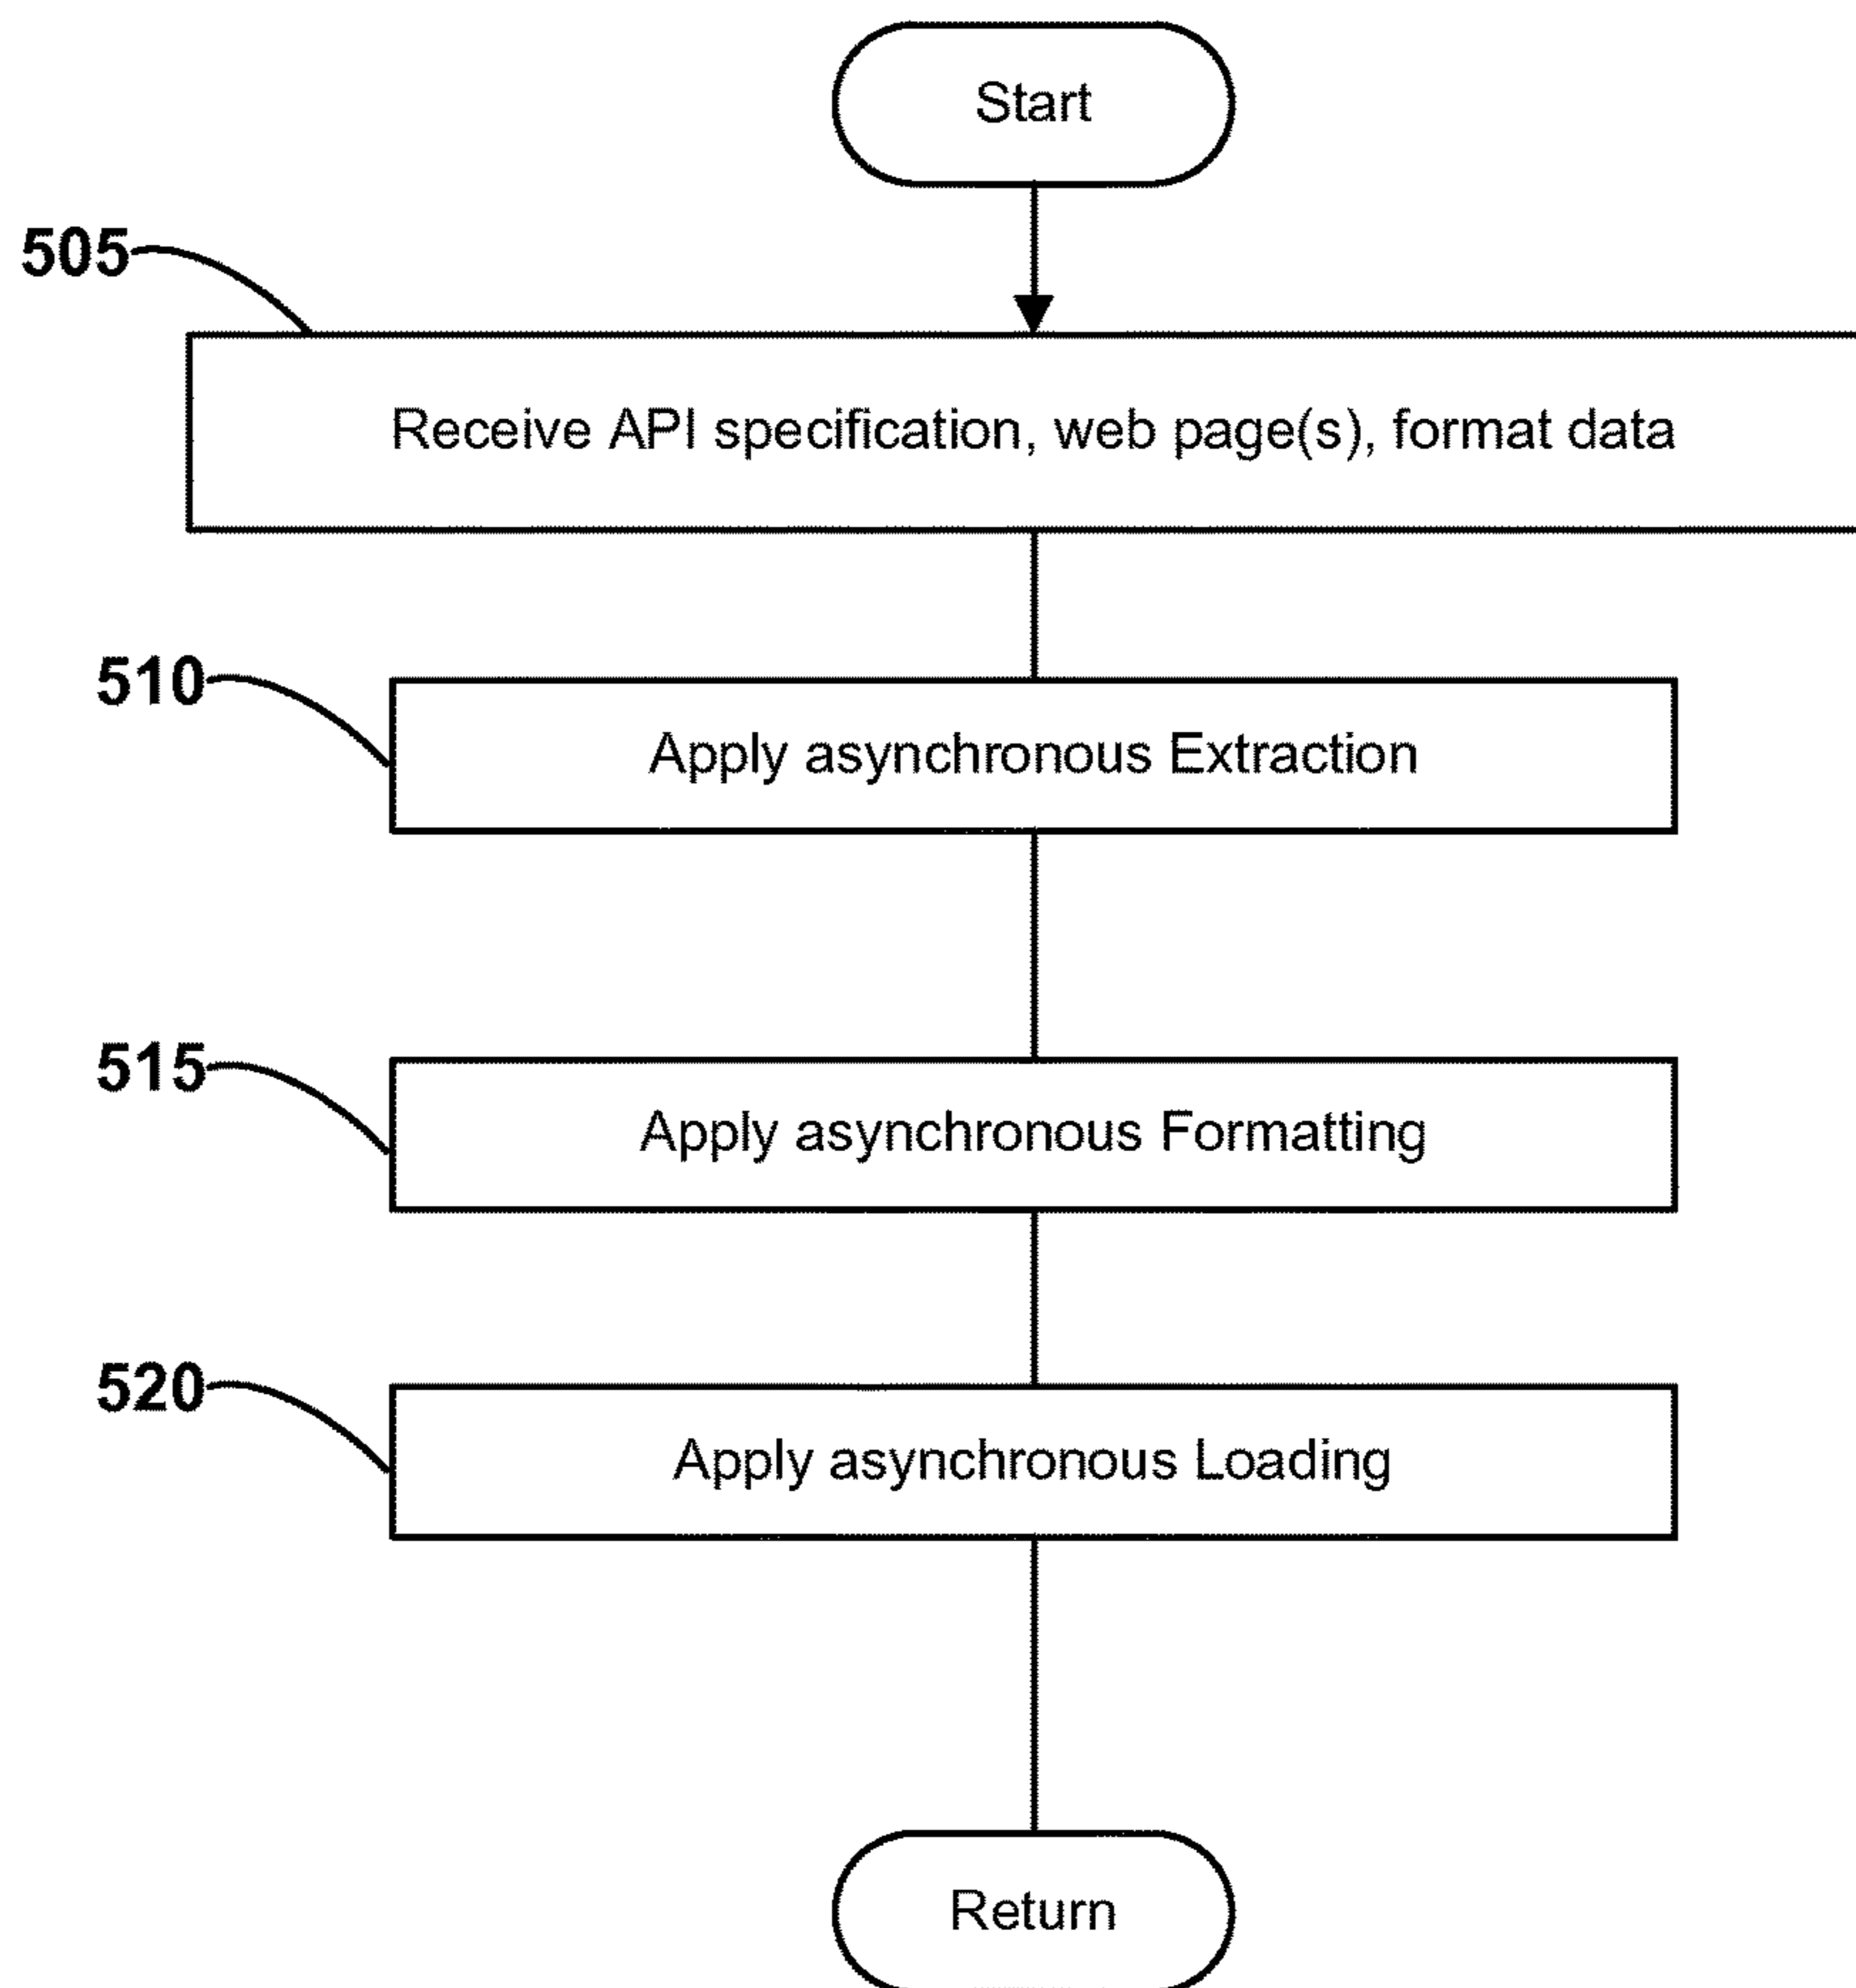 Start
505
Receive API specification, web page(s), format data
510
Apply asynchronous Extraction
515
Apply asynchronous Formatting
520
Apply asynchronous Loading
Return